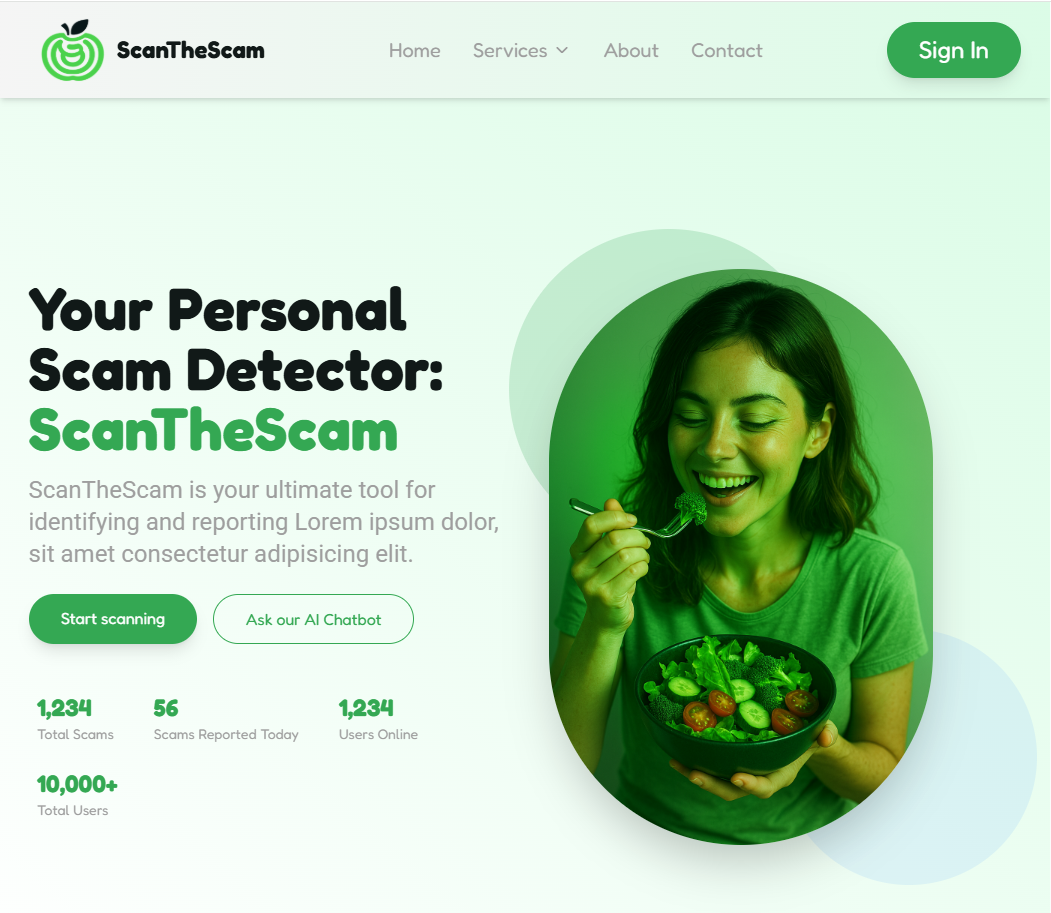 ScanTheScam
Home
Services
About
Contact
Sign In
Your Personal
Scam Detector:
ScanTheScam
ScanTheScam is your ultimate tool for
identifying and reporting Lorem ipsum dolor,
sit amet consectetur adipisicing elit.
Start scanning
Ask our AI Chatbot
1,234
Total Scams
56
Scams Reported Today
1,234
Users Online
10,000+
Total Users